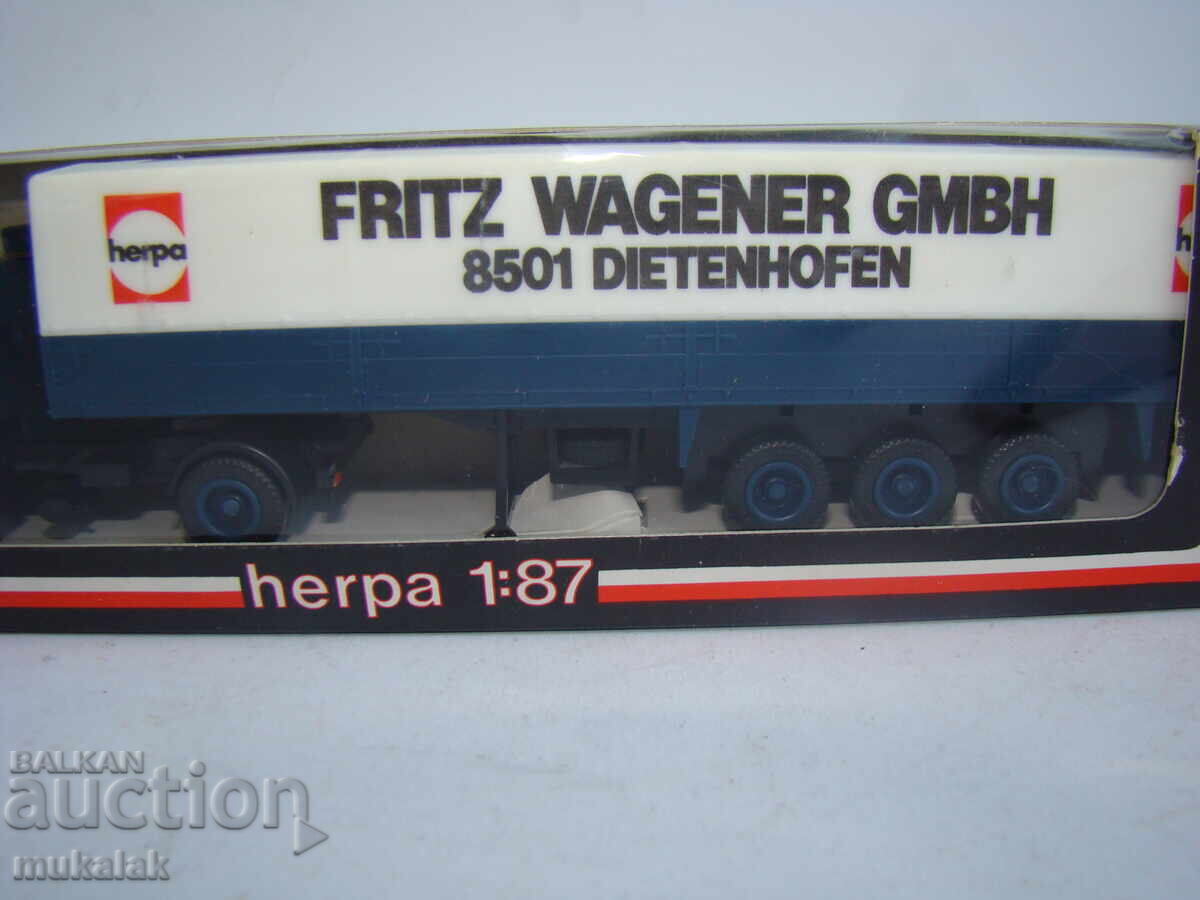 herpa
FRITZ WAGENER GMBH
8501 DIETENHOFEN
herpa 1:87
BALKAN
auction
mukalak